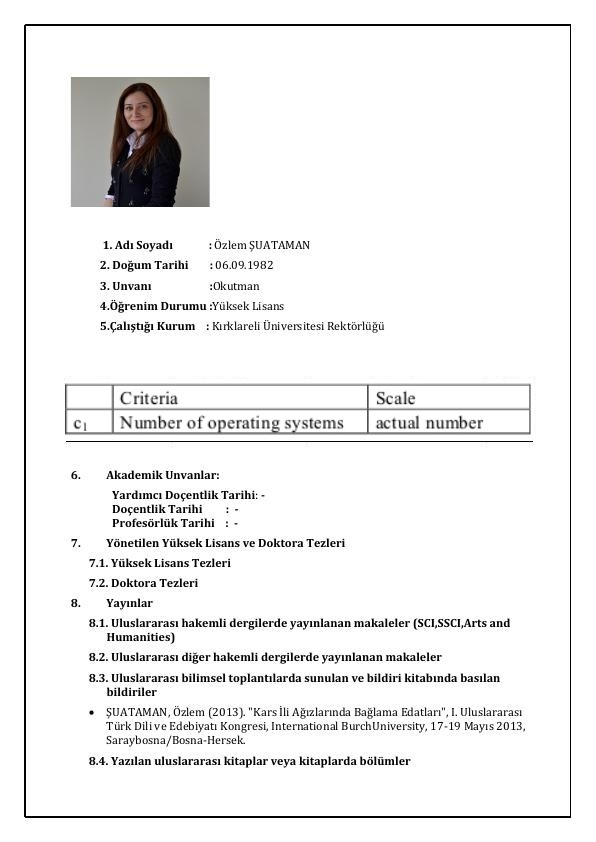 1. Adı Soyadı : Özlem ŞUATAMAN
2. Doğum Tarihi : 06.09.1982
3. Unvanı :Okutman
4.Öğrenim Durumu :Yüksek Lisans
5.Çalıştığı Kurum : Kırklareli Üniversitesi Rektörlüğü
Criteria Scale
c1 Number of operating systems actual number
6. Akademik Unvanlar:
Yardımcı Doçentlik Tarihi: -
Doçentlik Tarihi : -
Profesörlük Tarihi : -
7. Yönetilen Yüksek Lisans ve Doktora Tezleri
7.1. Yüksek Lisans Tezleri
7.2. Doktora Tezleri
8. Yayınlar
8.1. Uluslararası hakemli dergilerde yayınlanan makaleler (SCI,SSCI,Arts and
Humanities)
8.2. Uluslararası diğer hakemli dergilerde yayınlanan makaleler
8.3. Uluslararası bilimsel toplantılarda sunulan ve bildiri kitabında basılan
bildiriler
• ŞUATAMAN, Özlem (2013). "Kars İli Ağızlarında Bağlama Edatları", I. Uluslararası
Türk Dili ve Edebiyatı Kongresi, International BurchUniversity, 17-19 Mayıs 2013,
Saraybosna/Bosna-Hersek.
8.4. Yazılan uluslararası kitaplar veya kitaplarda bölümler